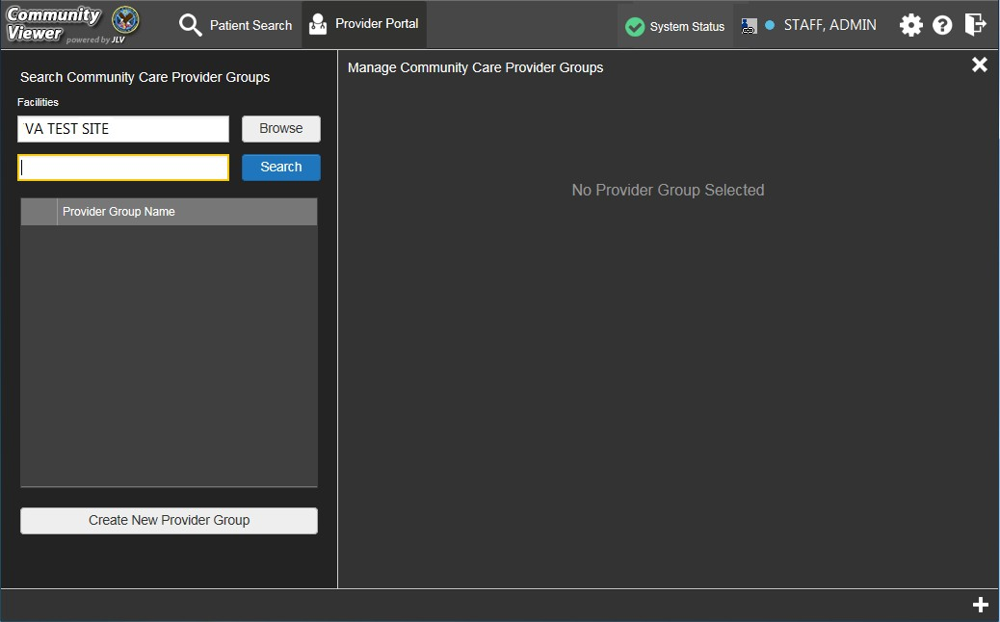 Community
Viewer powered by JLV
Patient Search
Provider Portal
System Status
STAFF, ADMIN
Search Community Care Provider Groups
Facilities
VA TEST SITE
Browse
Search
Provider Group Name
Create New Provider Group
Manage Community Care Provider Groups
No Provider Group Selected